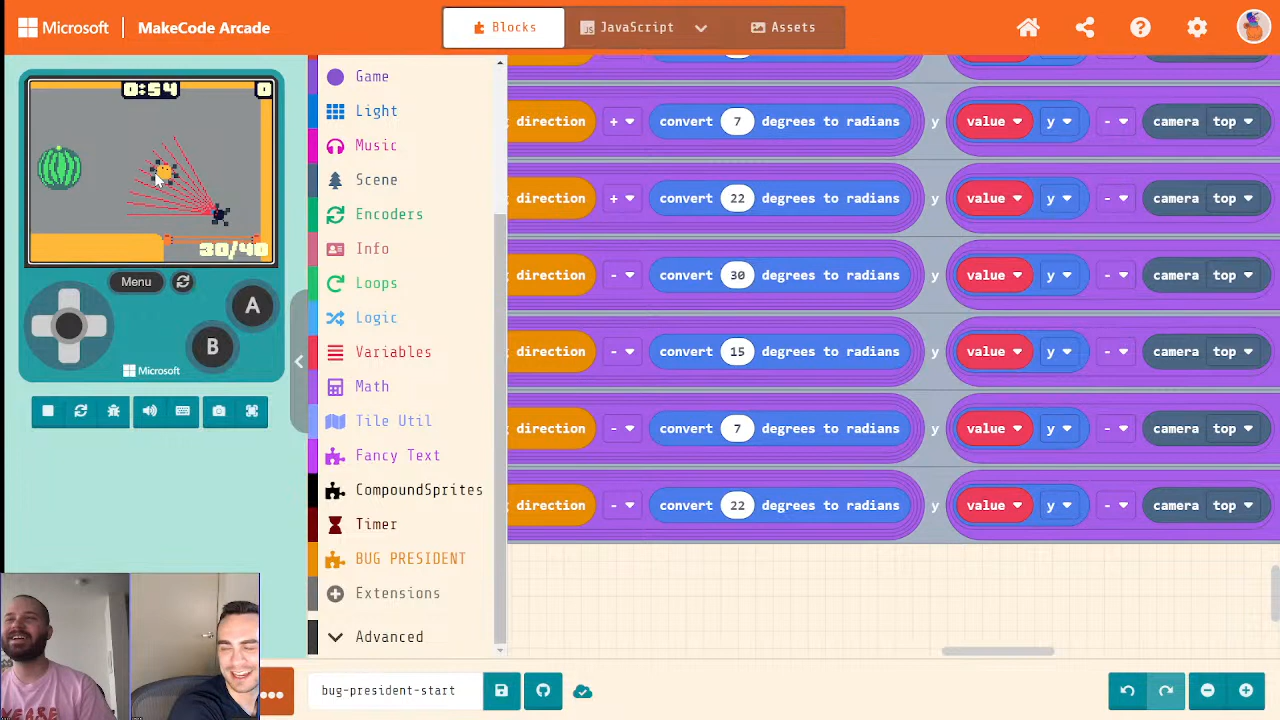 Microsoft MakeCode Arcade Blocks JavaScript Assets
0:54 0
30/40
Menu
A
B
Microsoft
Game
Light
Music
Scene
Encoders
Info
Loops
Logic
Variables
Math
Tile Util
Fancy Text
CompoundSprites
Timer
BUG PRESIDENT
Extensions
Advanced
direction + convert 7 degrees to radians y value y - camera top
direction + convert 22 degrees to radians y value y - camera top
direction - convert 30 degrees to radians y value y - camera top
direction - convert 15 degrees to radians y value y - camera top
direction - convert 7 degrees to radians y value y - camera top
direction - convert 22 degrees to radians y value y - camera top
bug-president-start